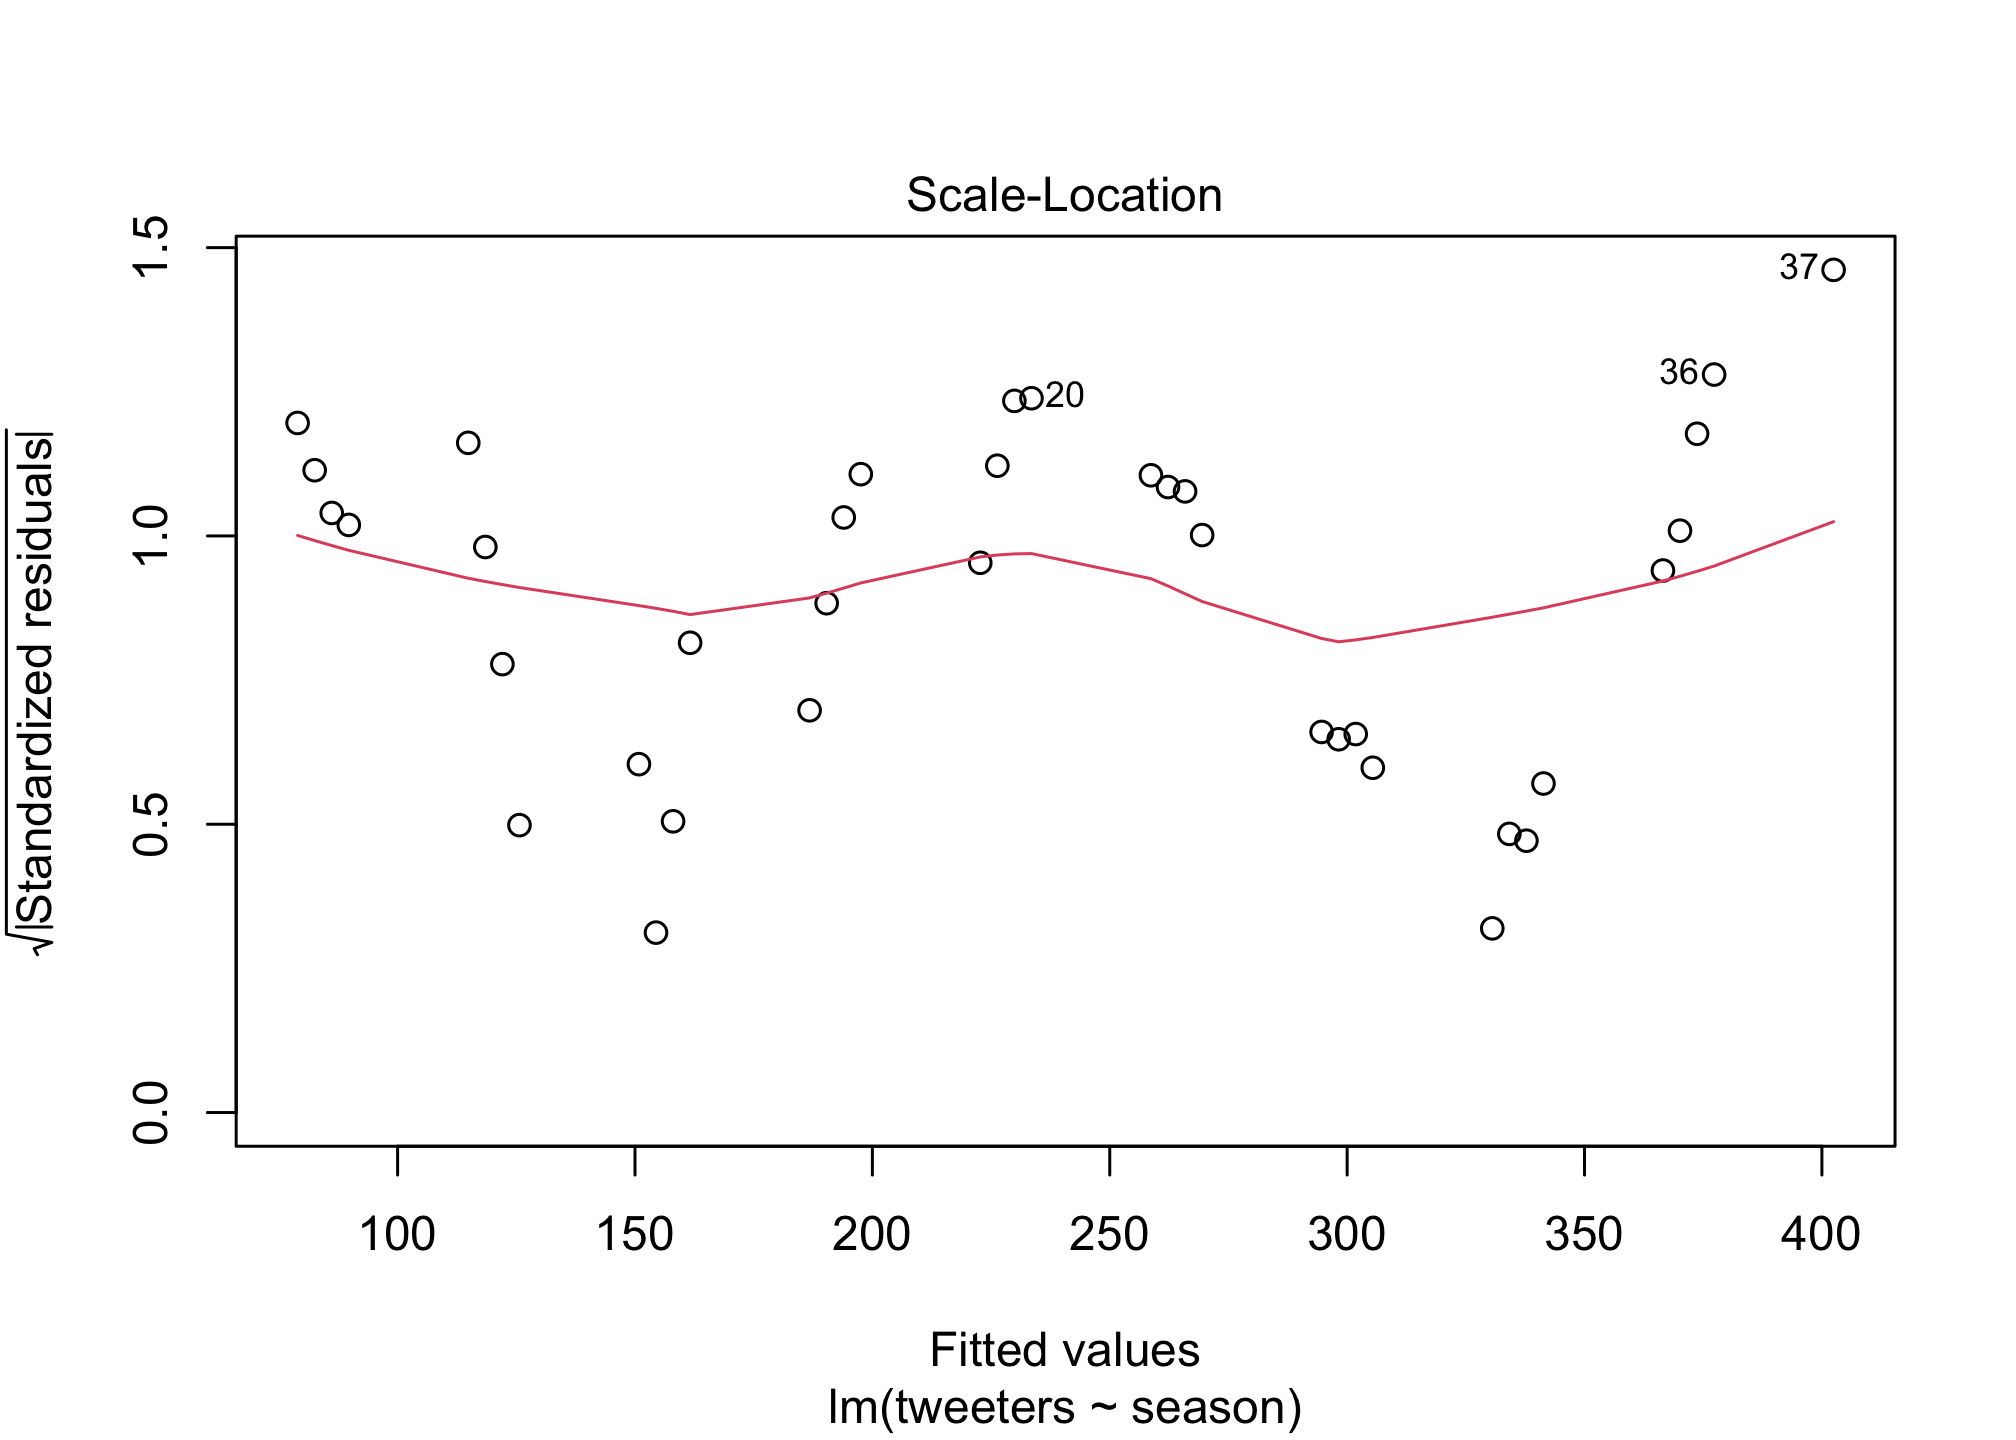 Scale-Location
1.5
1.0
0.5
0.0
√|Standardized residuals|
37
36
20
100 150 200 250 300 350 400
Fitted values
lm(tweeters ~ season)